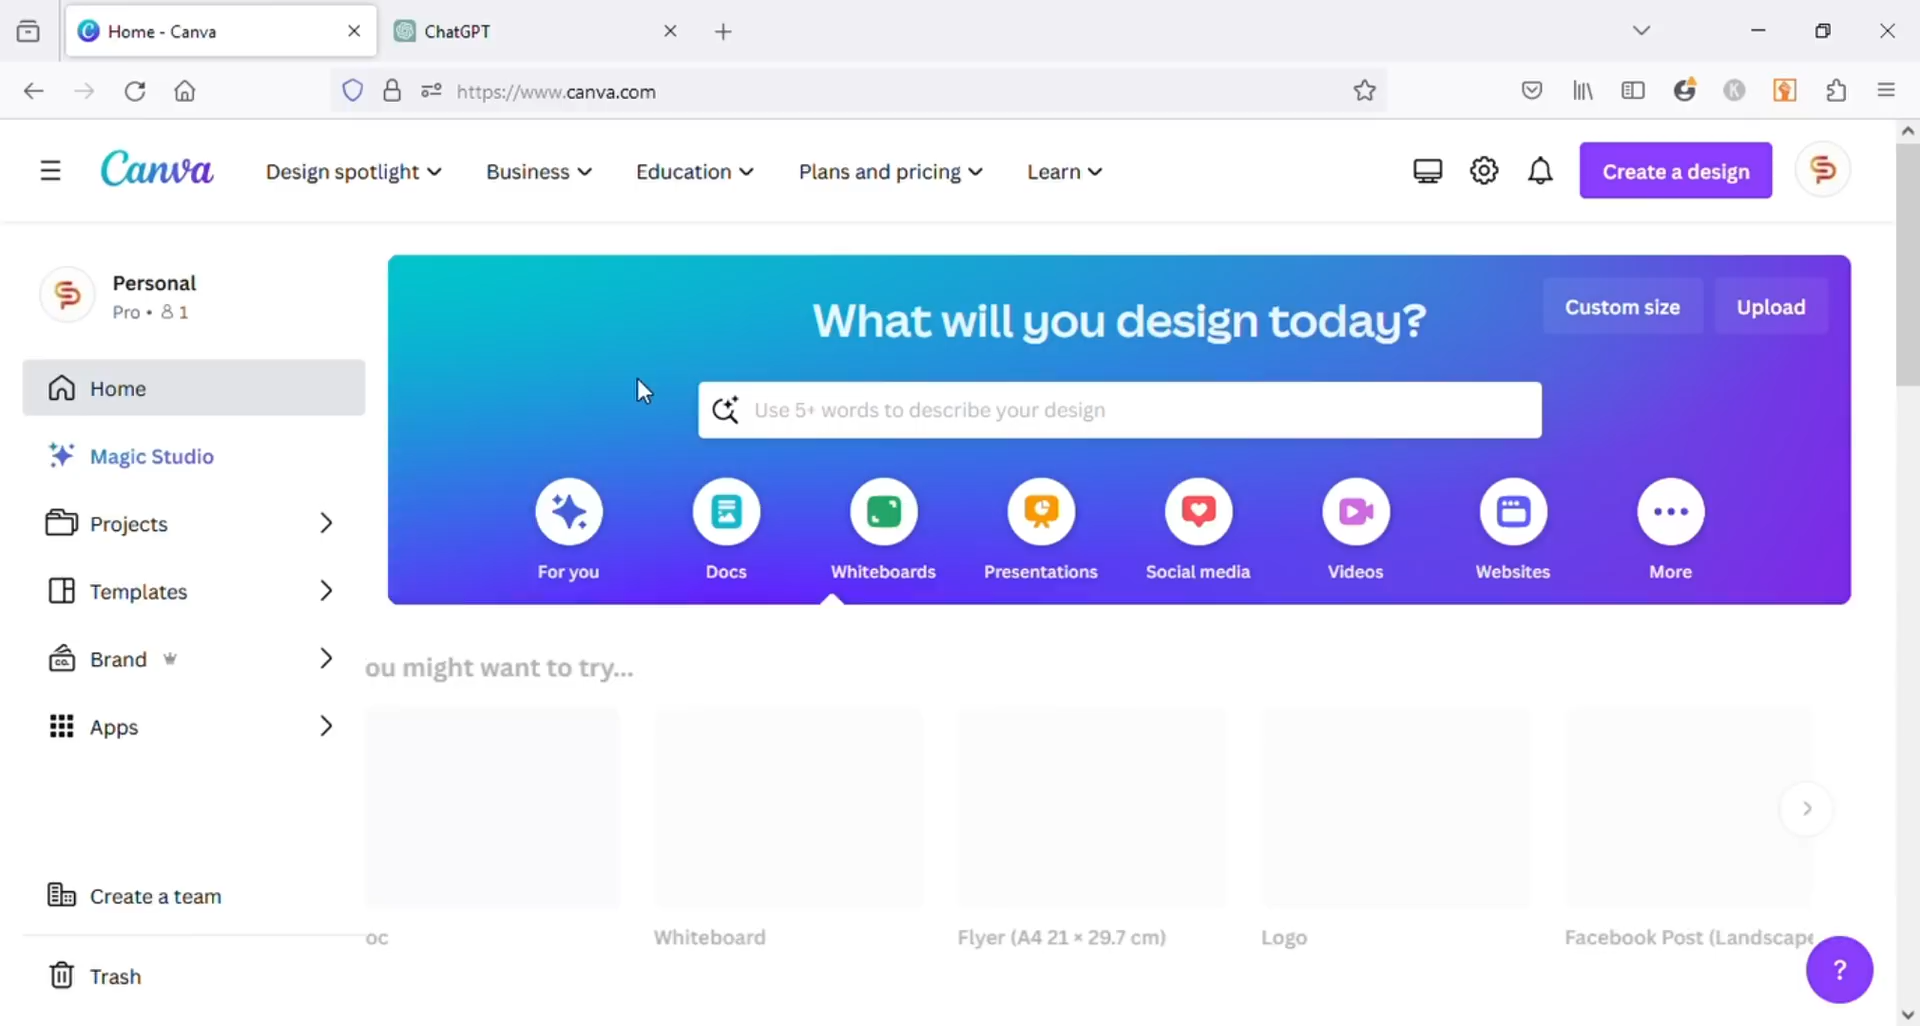 Home - Canva
ChatGPT
https://www.canva.com
Canva
Design spotlight
Business
Education
Plans and pricing
Learn
Create a design
Personal
Pro • 1
What will you design today?
Custom size
Upload
Use 5+ words to describe your design
Home
Magic Studio
Projects
Templates
Brand
CO.
Apps
For you
Docs
Whiteboards
Presentations
Social media
Videos
Websites
More
ou might want to try...
oc
Whiteboard
Flyer (A4 21 × 29.7 cm)
Logo
Facebook Post (Landscape
Create a team
Trash
?